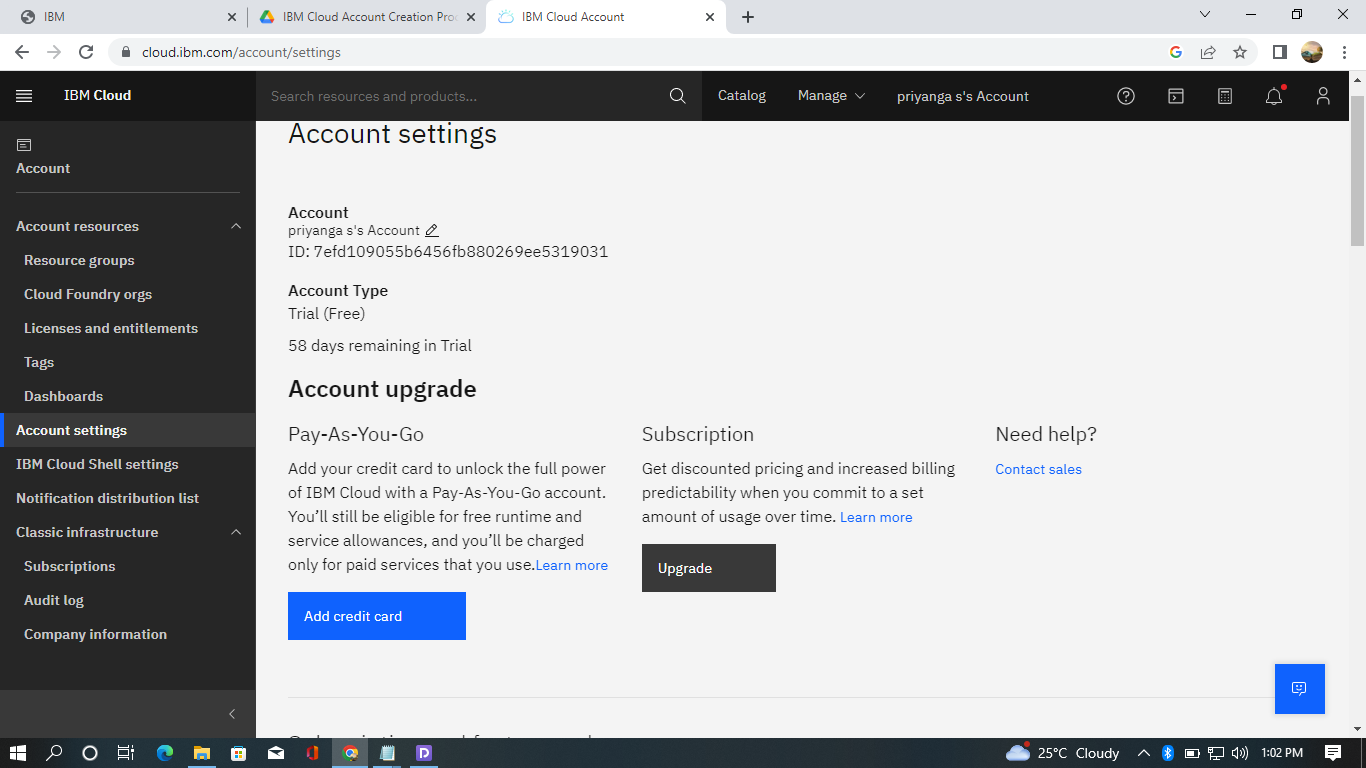 IBM
IBM Cloud Account Creation Proc
IBM Cloud Account
cloud.ibm.com/account/settings
IBM Cloud
Search resources and products...
Catalog
Manage
priyanga s's Account
Account
Account resources
Resource groups
Cloud Foundry orgs
Licenses and entitlements
Tags
Dashboards
Account settings
IBM Cloud Shell settings
Notification distribution list
Classic infrastructure
Subscriptions
Audit log
Company information
Account settings
Account
priyanga s's Account
ID: 7efd109055b6456fb880269ee5319031
Account Type
Trial (Free)
58 days remaining in Trial
Account upgrade
Pay-As-You-Go
Add your credit card to unlock the full power
of IBM Cloud with a Pay-As-You-Go account.
You’ll still be eligible for free runtime and
service allowances, and you’ll be charged
only for paid services that you use.Learn more
Add credit card
Subscription
Get discounted pricing and increased billing
predictability when you commit to a set
amount of usage over time. Learn more
Upgrade
Need help?
Contact sales
25°C Cloudy
1:02 PM